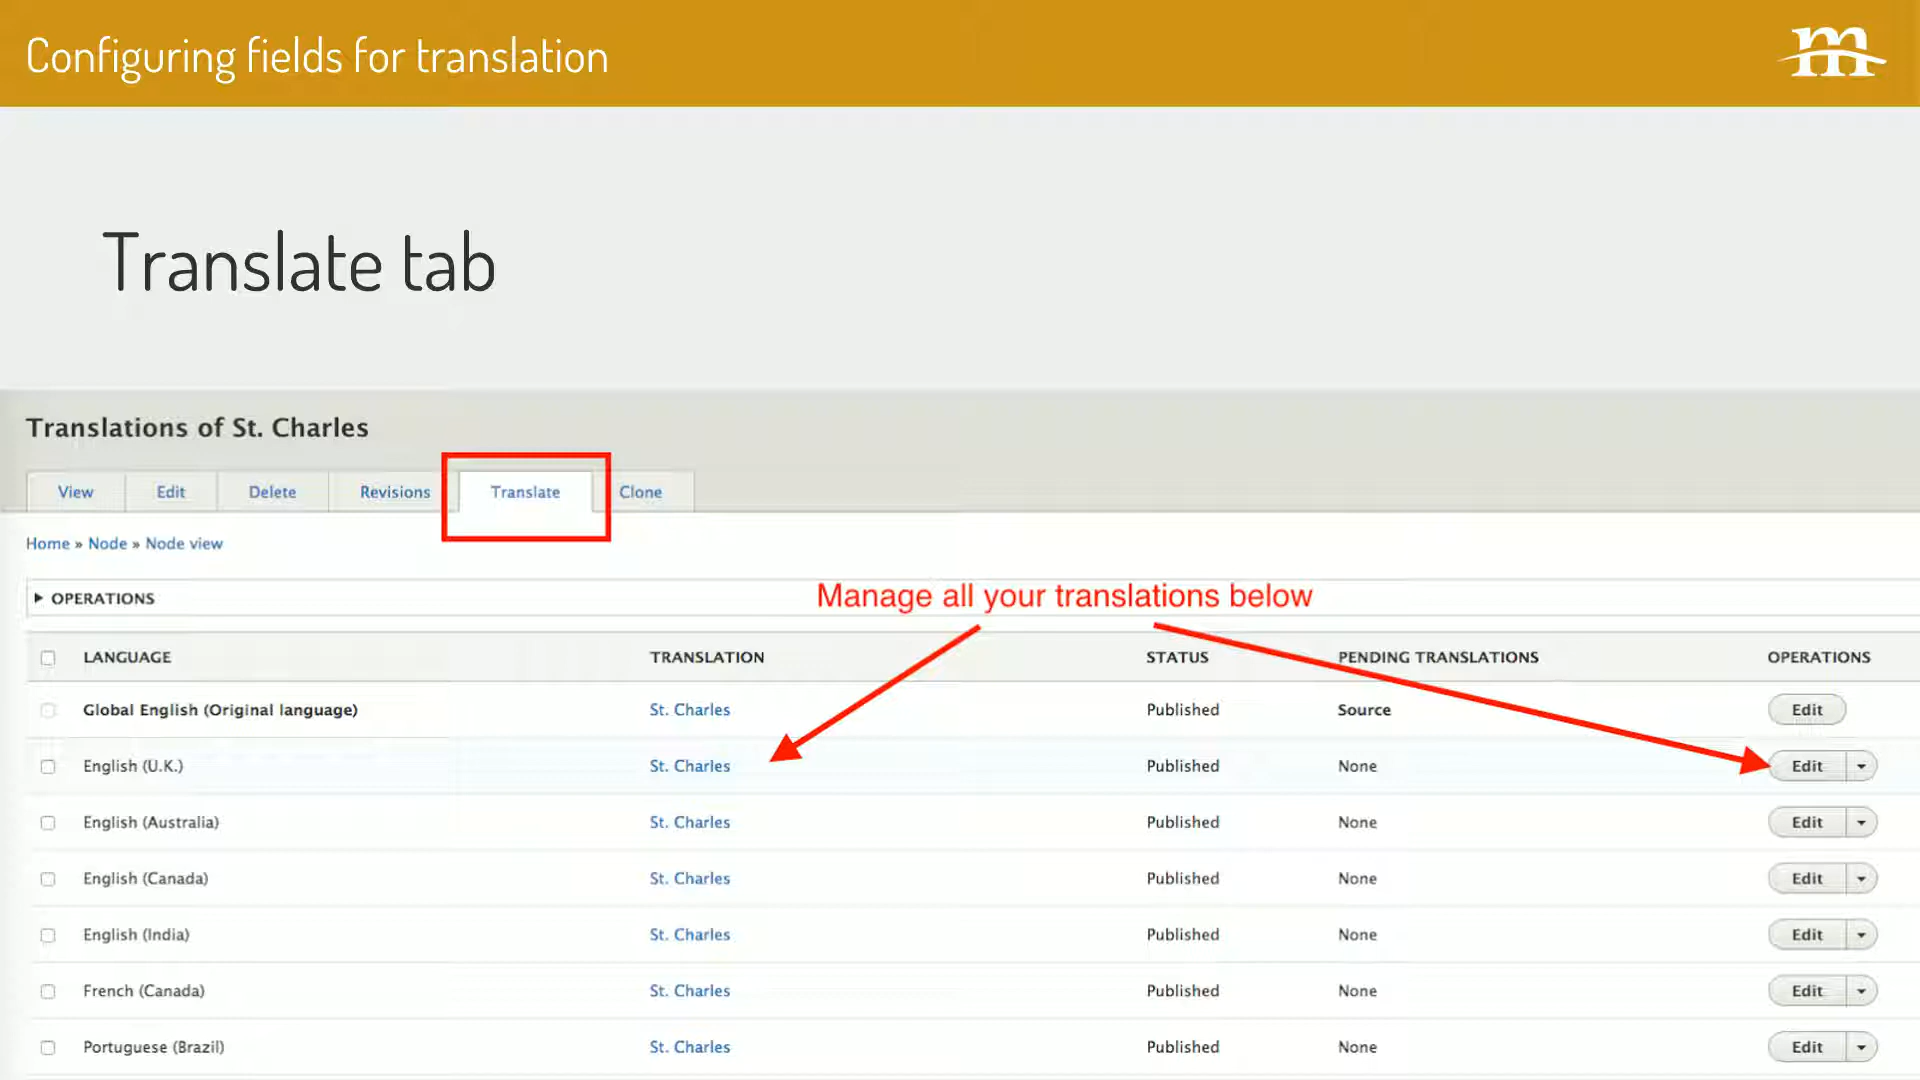 Configuring fields for translation
m
Translate tab
Translations of St. Charles
View Edit Delete Revisions Translate Clone
Home » Node » Node view
OPERATIONS
Manage all your translations below
LANGUAGE TRANSLATION STATUS PENDING TRANSLATIONS OPERATIONS
Global English (Original language) St. Charles Published Source Edit
English (U.K.) St. Charles Published None Edit
English (Australia) St. Charles Published None Edit
English (Canada) St. Charles Published None Edit
English (India) St. Charles Published None Edit
French (Canada) St. Charles Published None Edit
Portuguese (Brazil) St. Charles Published None Edit